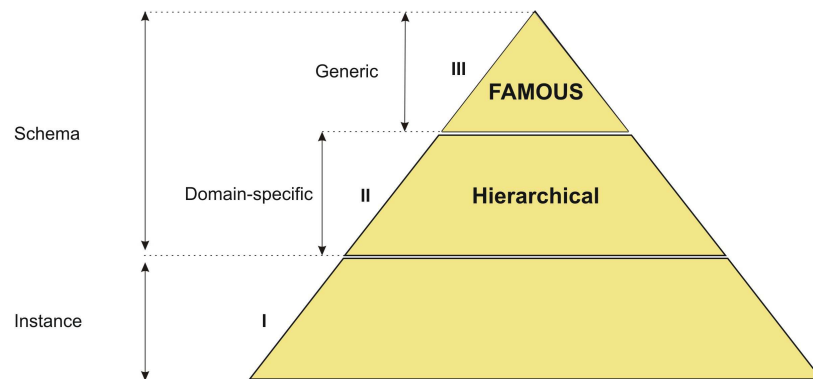 Generic
III
FAMOUS
Schema
Domain-specific
II
Hierarchical
Instance
I